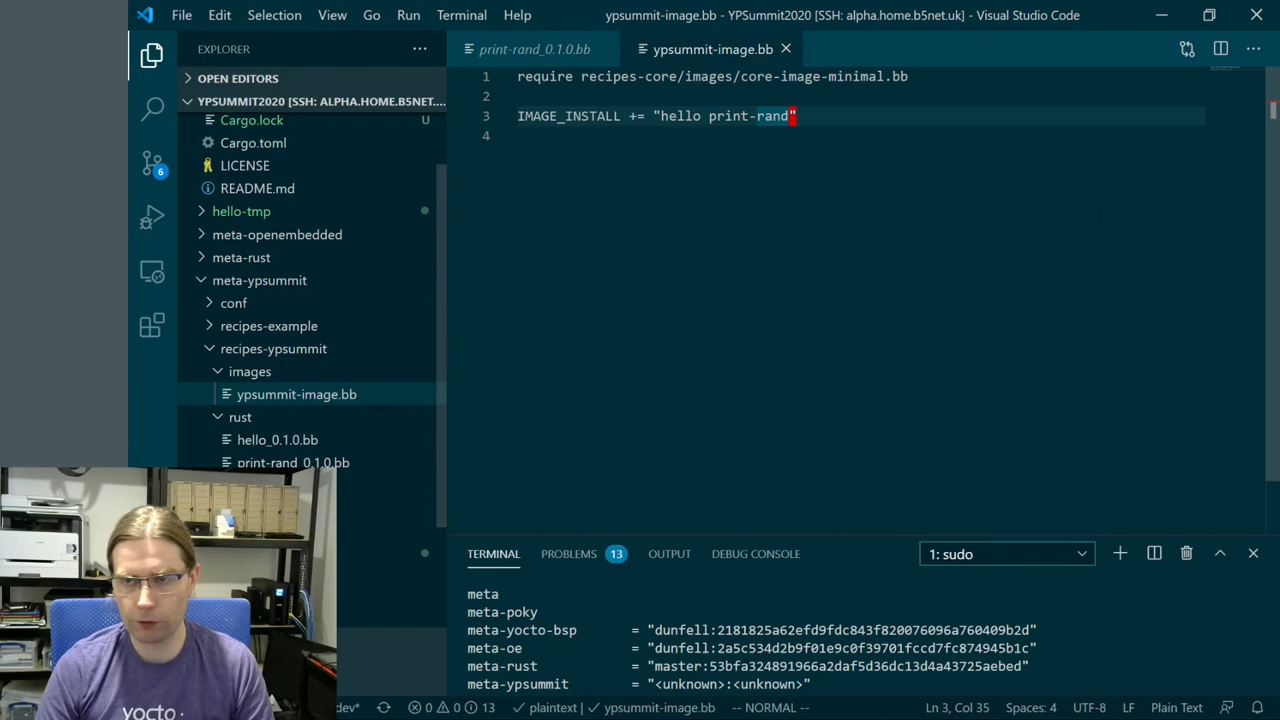 File Edit Selection View Go Run Terminal Help ypsummit-image.bb - YPSummit2020 [SSH: alpha.home.b5net.uk] - Visual Studio Code
EXPLORER
print-rand_0.1.0.bb ypsummit-image.bb
OPEN EDITORS
YPSUMMIT2020 [SSH: ALPHA.HOME.B5NET....
Cargo.lock U
Cargo.toml
LICENSE
README.md
hello-tmp
meta-openembedded
meta-rust
meta-ypsummit
conf
recipes-example
recipes-ypsummit
images
ypsummit-image.bb
rust
hello_0.1.0.bb
print-rand_0.1.0.bb
6
1 require recipes-core/images/core-image-minimal.bb
2
3 IMAGE_INSTALL += "hello print-rand"
4
TERMINAL PROBLEMS 13 OUTPUT DEBUG CONSOLE 1: sudo
meta
meta-poky
meta-yocto-bsp = "dunfell:2181825a62efd9fdc843f820076096a760409b2d"
meta-oe = "dunfell:2a5c534d2b9f01e9c0f39701fccd7fc874945b1c"
meta-rust = "master:53bfa324891966a2daf5d36dc13d4a43725aebed"
meta-ypsummit = "<unknown>:<unknown>"
dev* 0 0 13 plaintext | ypsummit-image.bb -- NORMAL -- Ln 3, Col 35 Spaces: 4 UTF-8 LF Plain Text
yocto